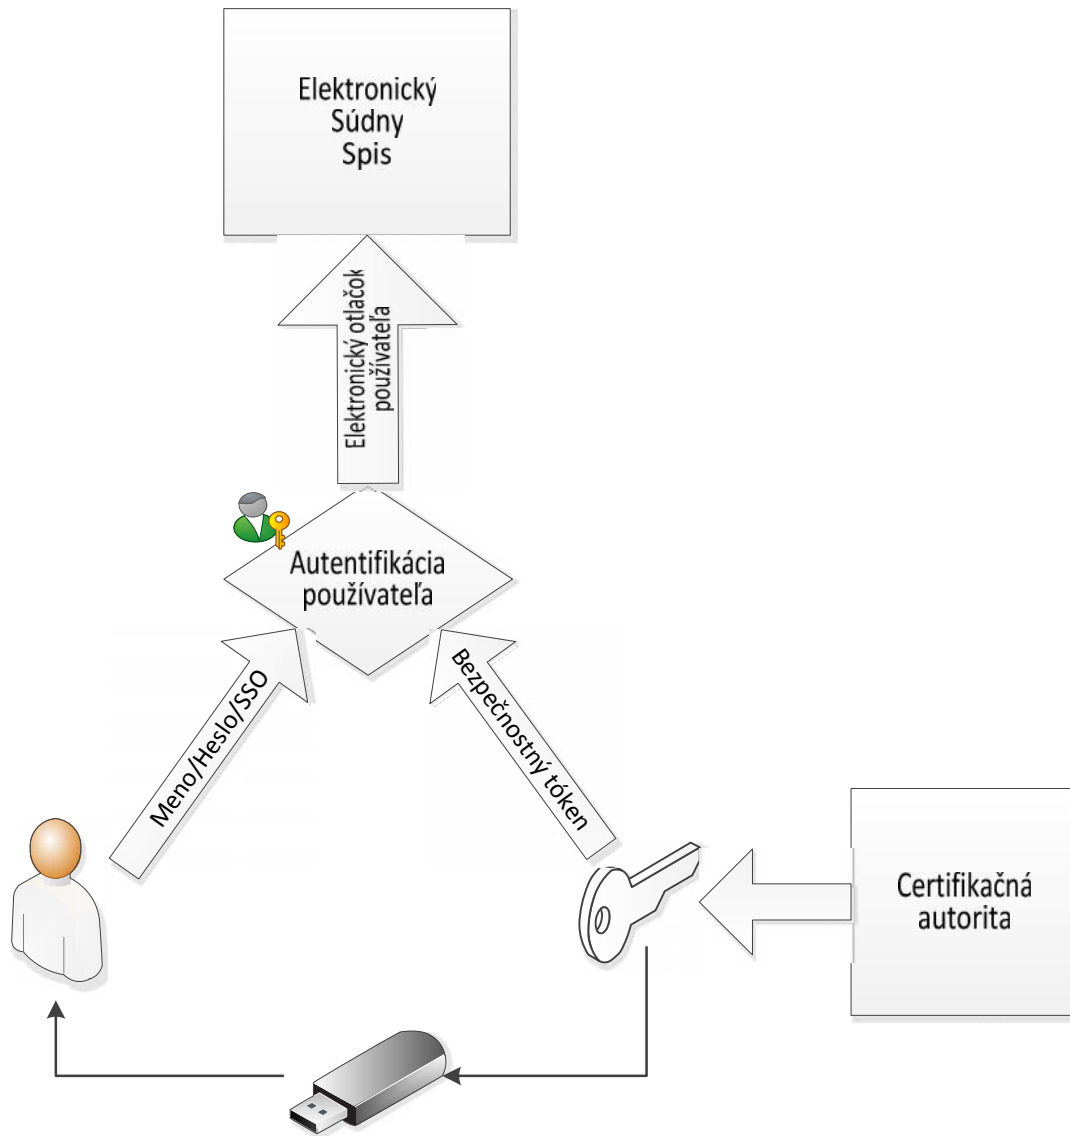 Elektronický
Súdny
Spis
Elektronický otlačok
používateľa
Autentifikácia
používateľa
Meno/Heslo/SSO
Bezpečnostný tóken
Certifikačná
autorita